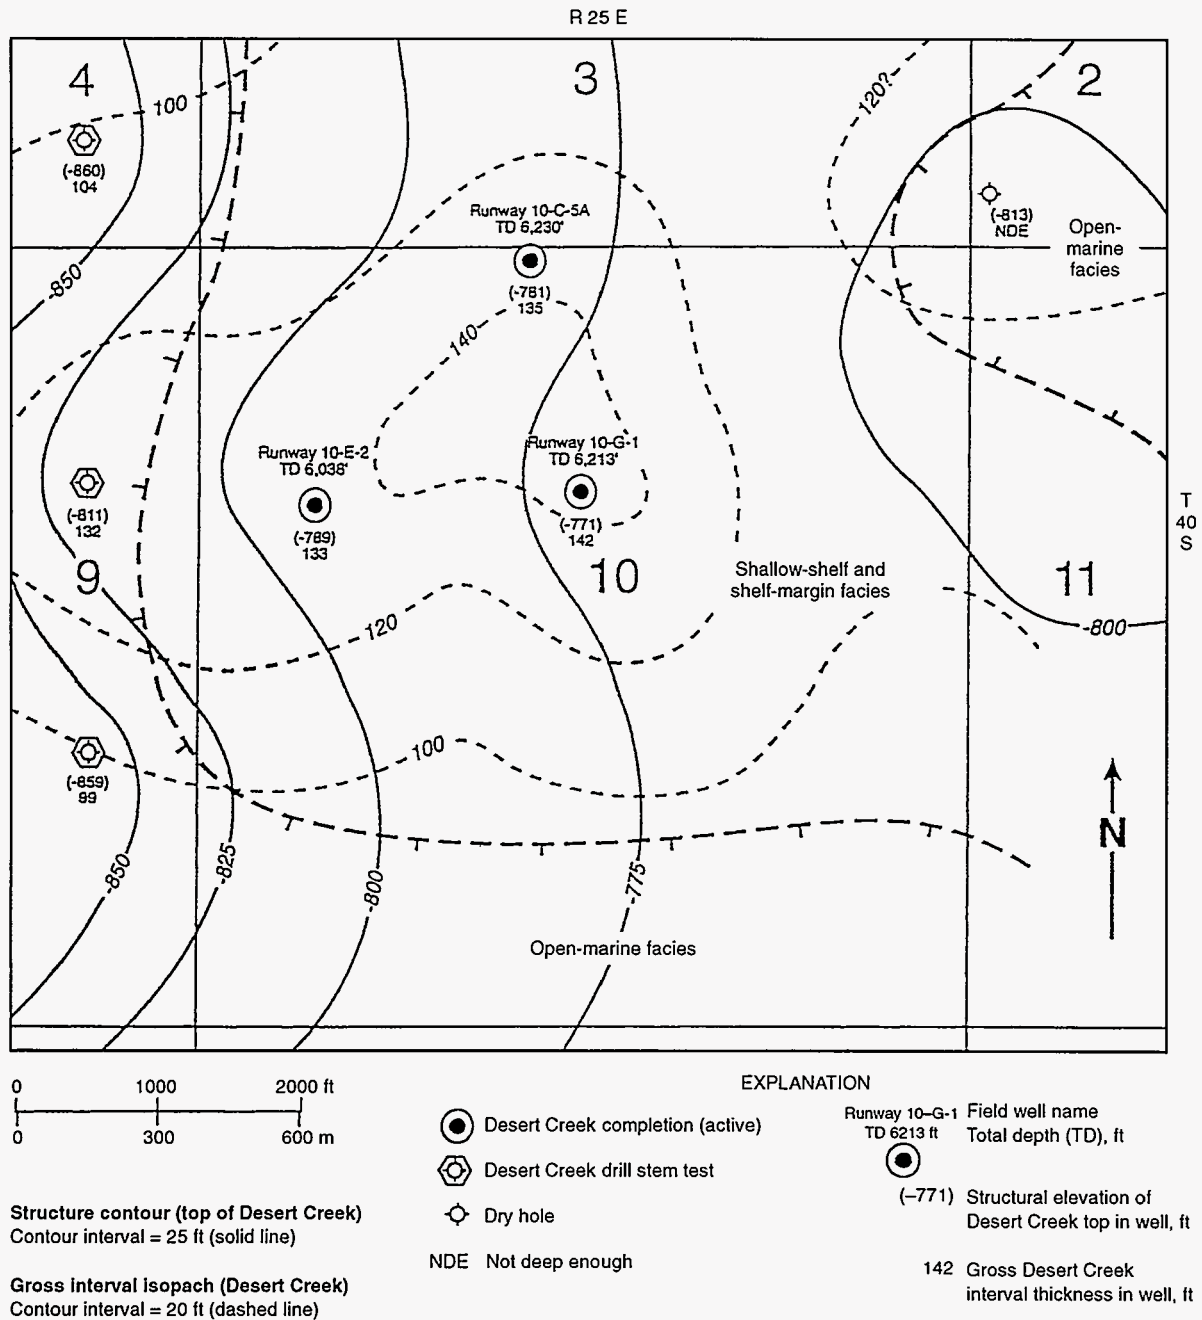 R 25 E
4
3
2
100
120?
(-860)
104
Runway 10-C-5A
TD 6,230'
(-813)
NDE
Open-
marine
facies
-850
(-781)
135
140
Runway 10-E-2
TD 6,038'
Runway 10-G-1
TD 6,213'
(-811)
132
(-789)
133
(-771)
142
T
40
S
9
10
11
Shallow-shelf and
shelf-margin facies
120
-800
100
(-859)
99
N
-850
-825
-800
-775
Open-marine facies
0 1000 2000 ft
0 300 600 m
Structure contour (top of Desert Creek)
Contour interval = 25 ft (solid line)
Gross interval isopach (Desert Creek)
Contour interval = 20 ft (dashed line)
EXPLANATION
Desert Creek completion (active)
Desert Creek drill stem test
Dry hole
NDE Not deep enough
Runway 10–G-1 Field well name
TD 6213 ft Total depth (TD), ft
(–771) Structural elevation of
Desert Creek top in well, ft
142 Gross Desert Creek
interval thickness in well, ft